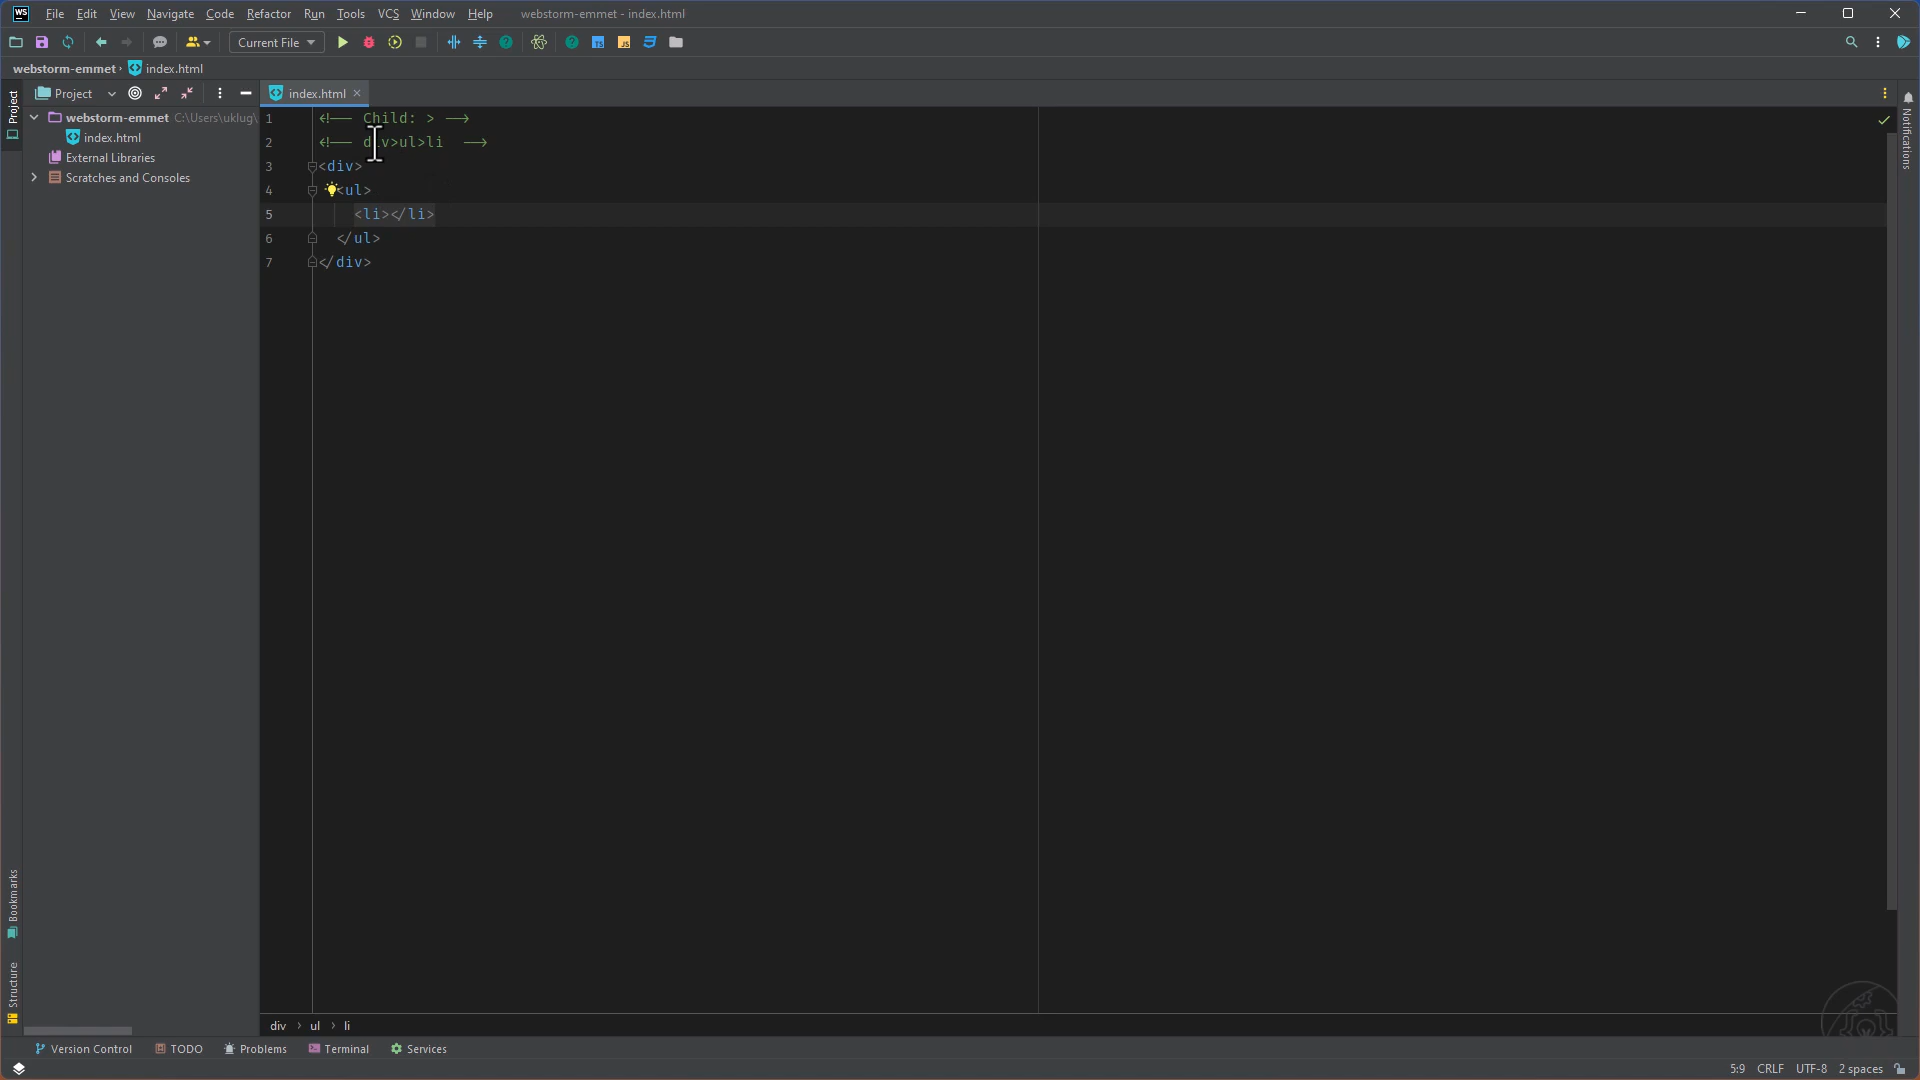 WS File Edit View Navigate Code Refactor Run Tools VCS Window Help webstorm-emmet - index.html
Current File
webstorm-emmet index.html
Project
Project
index.html
Notifications
webstorm-emmet C:\Users\uklug\
index.html
External Libraries
Scratches and Consoles
1 <!-- Child: > -->
2 <!-- div>ul>li  -->
3 <div>
4 <ul>
5 <li></li>
6 </ul>
7 </div>
Bookmarks
Structure
div > ul > li
Version Control TODO Problems Terminal Services
5:9 CRLF UTF-8 2 spaces